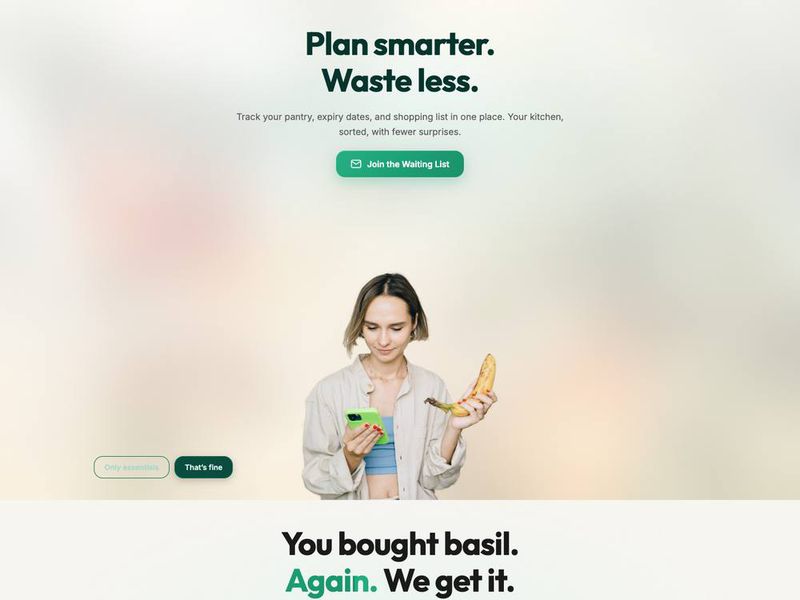 Plan smarter.
Waste less.
Track your pantry, expiry dates, and shopping list in one place. Your kitchen,
sorted, with fewer surprises.
Join the Waiting List
Only essentials
That's fine
You bought basil.
Again. We get it.